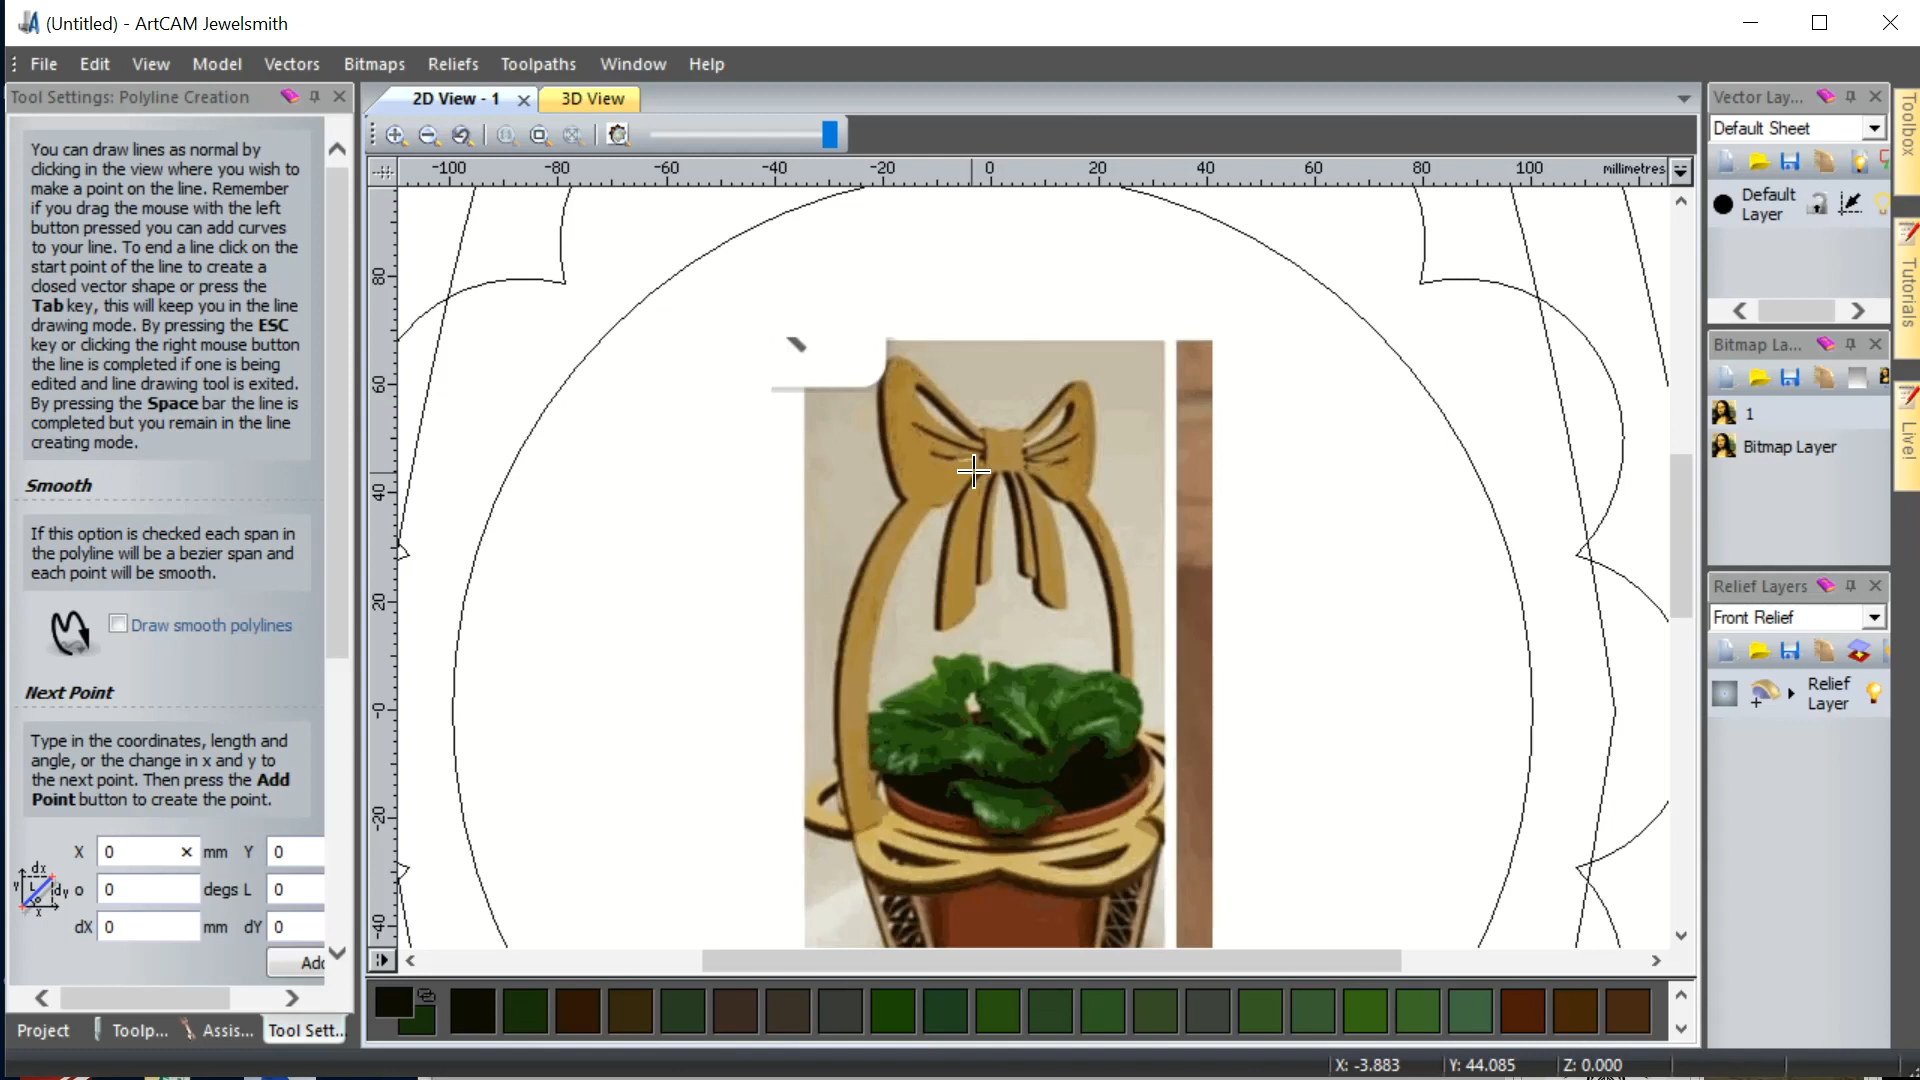 (Untitled) - ArtCAM Jewelsmith
File Edit View Model Vectors Bitmaps Reliefs Toolpaths Window Help
Tool Settings: Polyline Creation
You can draw lines as normal by
clicking in the view where you wish to
make a point on the line. Remember
if you drag the mouse with the left
button pressed you can add curves
to your line. To end a line click on the
start point of the line to create a
closed vector shape or press the
Tab key, this will keep you in the line
drawing mode. By pressing the ESC
key or clicking the right mouse button
the line is completed if one is being
edited and line drawing tool is exited.
By pressing the Space bar the line is
completed but you remain in the line
creating mode.
Smooth
If this option is checked each span in
the polyline will be a bezier span and
each point will be smooth.
Draw smooth polylines
Next Point
Type in the coordinates, length and
angle, or the change in x and y to
the next point. Then press the Add
Point button to create the point.
X 0 mm Y 0
o 0 degs L 0
dX 0 mm dY 0
dx
y L dy
o
x
Add
Project Toolp... Assis... Tool Sett...
2D View - 1 3D View
-100 -80 -60 -40 -20 0 20 40 60 80 100 millimetres
80
60
40
20
-0
-20
-40
Vector Lay...
Default Sheet
Default
Layer
Bitmap La...
1
Bitmap Layer
Relief Layers
Front Relief
Relief
Layer
Toolbox
Tutorials
Live!
X: -3.883 Y: 44.085 Z: 0.000